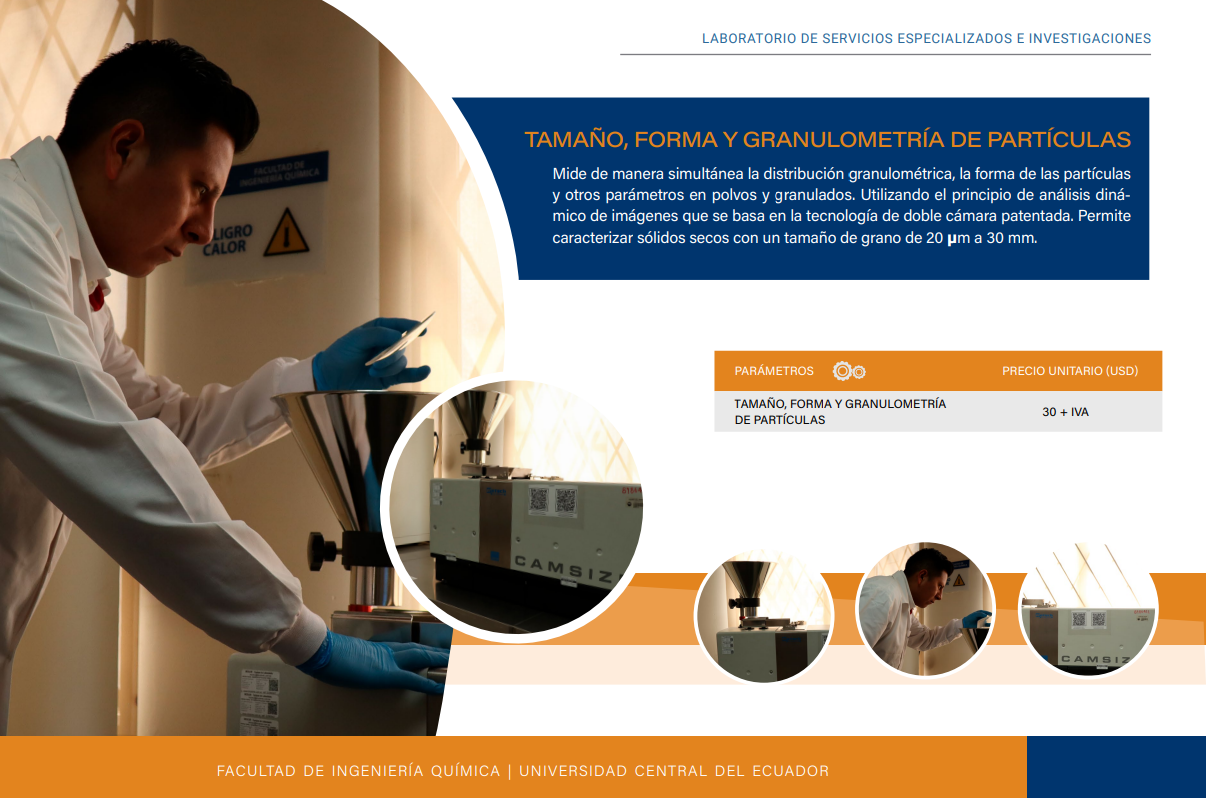 LABORATORIO DE SERVICIOS ESPECIALIZADOS E INVESTIGACIONES
TAMAÑO, FORMA Y GRANULOMETRÍA DE PARTÍCULAS
Mide de manera simultánea la distribución granulométrica, la forma de las partículas
y otros parámetros en polvos y granulados. Utilizando el principio de análisis diná-
mico de imágenes que se basa en la tecnología de doble cámara patentada. Permite
caracterizar sólidos secos con un tamaño de grano de 20 µm a 30 mm.
FACULTAD DE
INGENIERÍA QUÍMICA
LIGRO
CALOR
PARÁMETROS PRECIO UNITARIO (USD)
TAMAÑO, FORMA Y GRANULOMETRÍA
DE PARTÍCULAS
30 + IVA
CAMSIZ
CAMSIZ
FACULTAD DE INGENIERÍA QUÍMICA | UNIVERSIDAD CENTRAL DEL ECUADOR